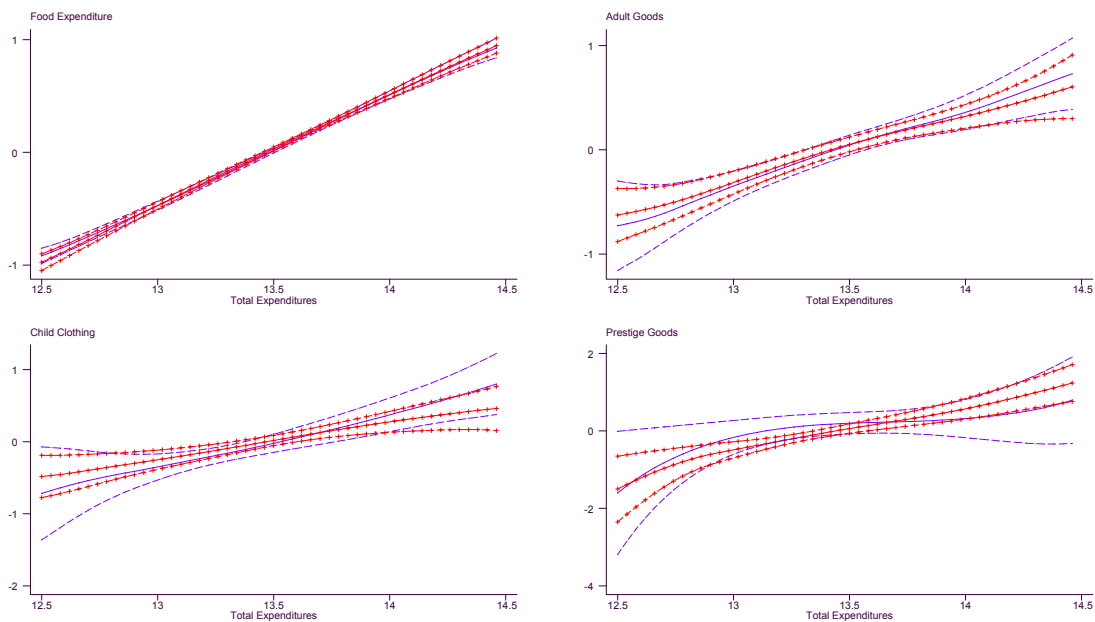 Food Expenditure
1
0
-1
12.5 13 13.5 14 14.5
Total Expenditures
Adult Goods
1
0
-1
12.5 13 13.5 14 14.5
Total Expenditures
Child Clothing
1
0
-1
-2
12.5 13 13.5 14 14.5
Total Expenditures
Prestige Goods
2
0
-2
-4
12.5 13 13.5 14 14.5
Total Expenditures